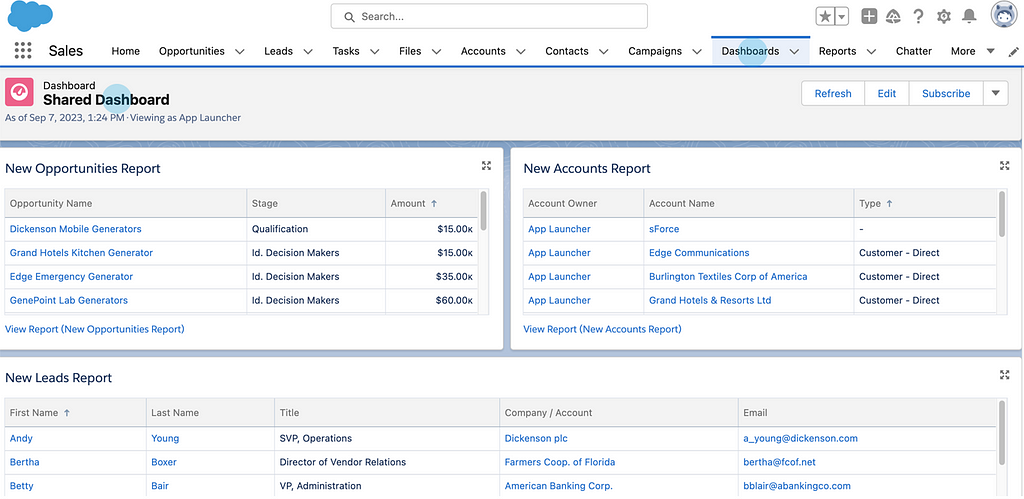 Search...
Sales Home Opportunities Leads Tasks Files Accounts Contacts Campaigns Dashboards Reports Chatter More
Dashboard
Shared Dashboard
As of Sep 7, 2023, 1:24 PM·Viewing as App Launcher
Refresh Edit Subscribe
New Opportunities Report
Opportunity Name Stage Amount ↑
Dickenson Mobile Generators Qualification $15.00K
Grand Hotels Kitchen Generator Id. Decision Makers $15.00K
Edge Emergency Generator Id. Decision Makers $35.00K
GenePoint Lab Generators Id. Decision Makers $60.00K
View Report (New Opportunities Report)
New Accounts Report
Account Owner Account Name Type ↑
App Launcher sForce -
App Launcher Edge Communications Customer - Direct
App Launcher Burlington Textiles Corp of America Customer - Direct
App Launcher Grand Hotels & Resorts Ltd Customer - Direct
View Report (New Accounts Report)
New Leads Report
First Name ↑ Last Name Title Company / Account Email
Andy Young SVP, Operations Dickenson plc a_young@dickenson.com
Bertha Boxer Director of Vendor Relations Farmers Coop. of Florida bertha@fcof.net
Betty Bair VP, Administration American Banking Corp. bblair@abankingco.com